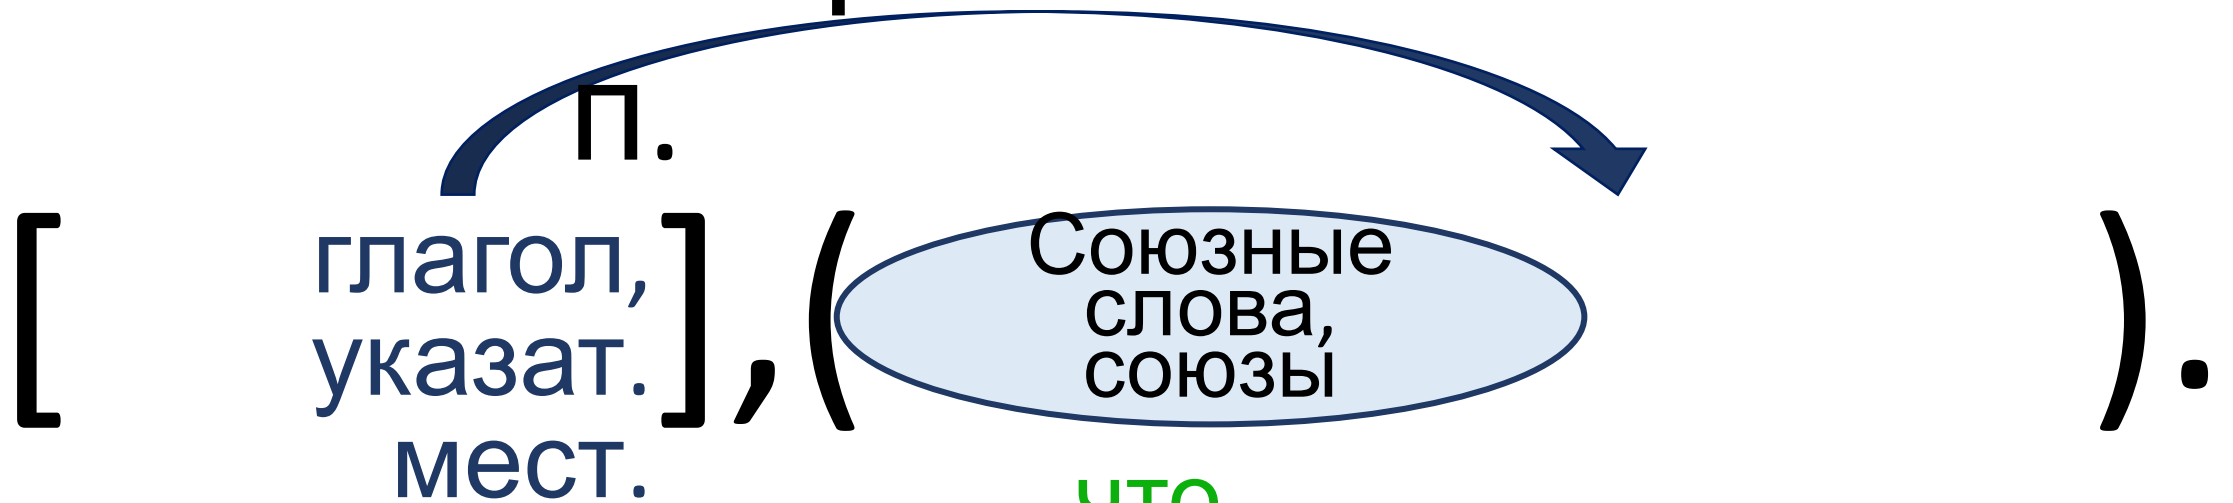 п.
[ глагол, указат. мест. ], ( Союзные слова, союзы ).
что